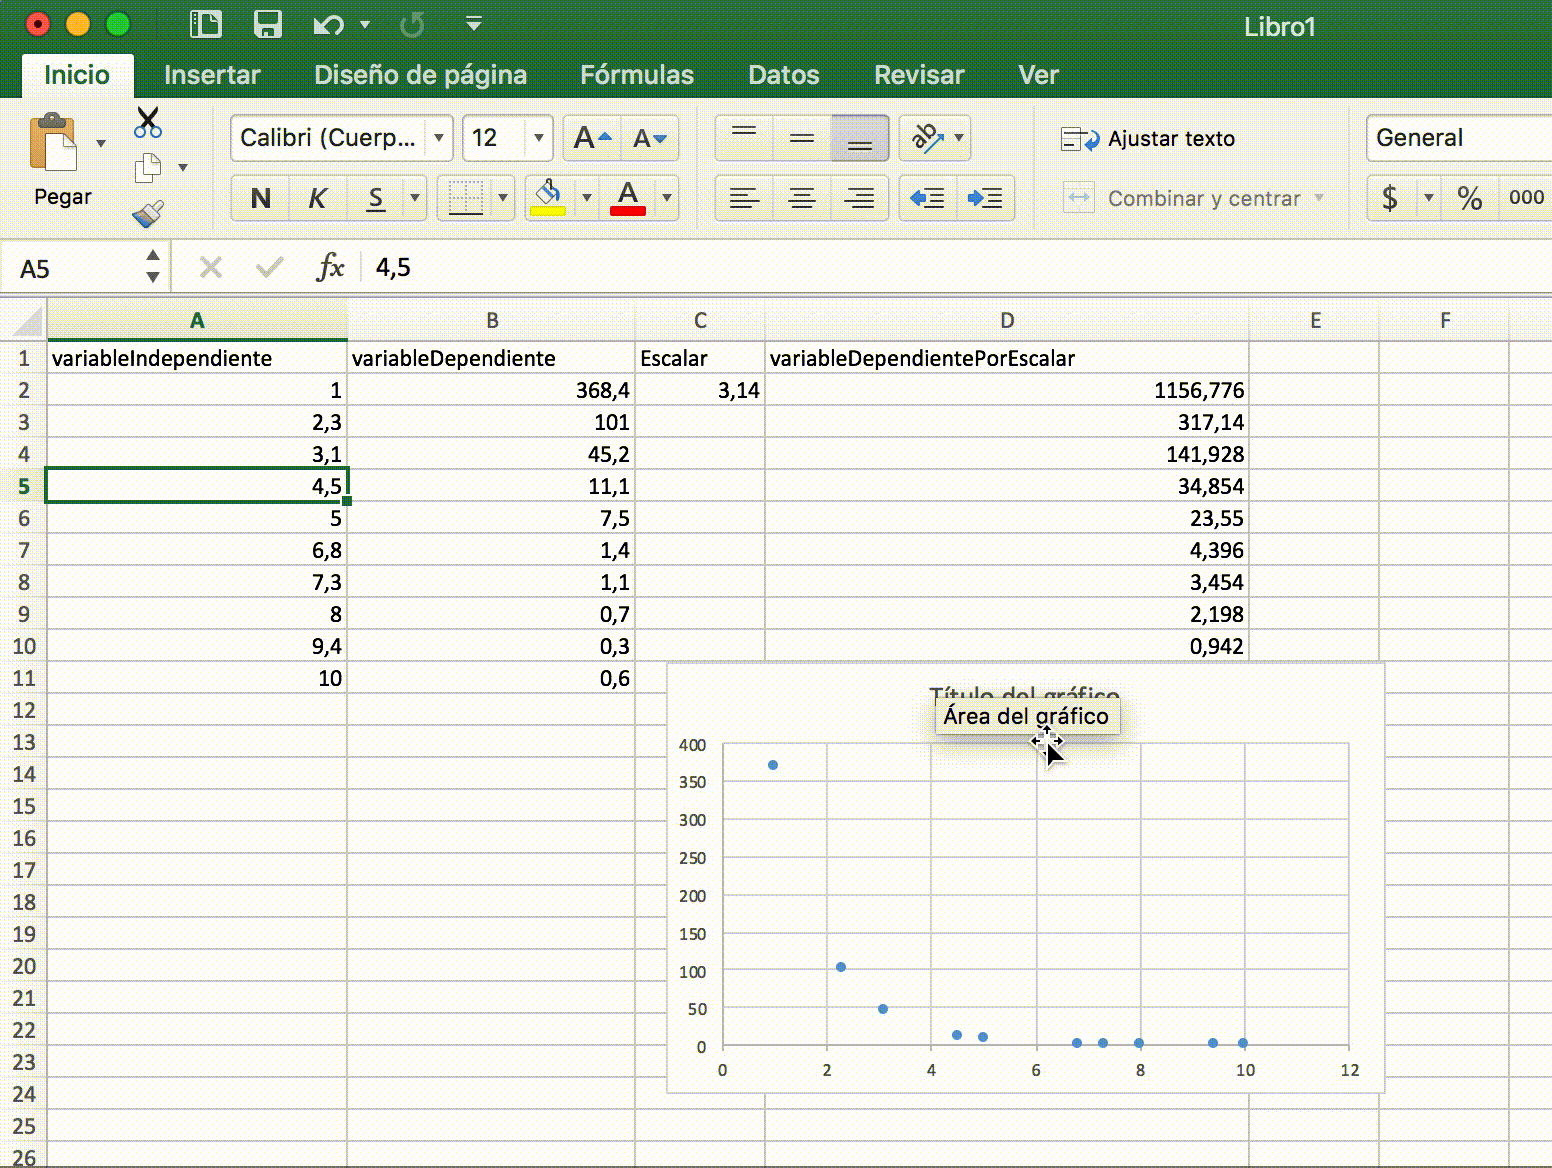 Libro1
Inicio Insertar Diseño de página Fórmulas Datos Revisar Ver
Calibri (Cuerp... 12 A A ab Ajustar texto General
Pegar N K S A Combinar y centrar $ % 000
A5 fx 4,5
A B C D E F
1 variableIndependiente variableDependiente Escalar variableDependientePorEscalar
2 1 368,4 3,14 1156,776
3 2,3 101 317,14
4 3,1 45,2 141,928
5 4,5 11,1 34,854
6 5 7,5 23,55
7 6,8 1,4 4,396
8 7,3 1,1 3,454
9 8 0,7 2,198
10 9,4 0,3 0,942
11 10 0,6
12 Título del gráfico
Área del gráfico
13 400
14 350
15
16 300
17 250
18 200
19 150
20 100
21 50
22 0
23 0 2 4 6 8 10 12
24
25
26